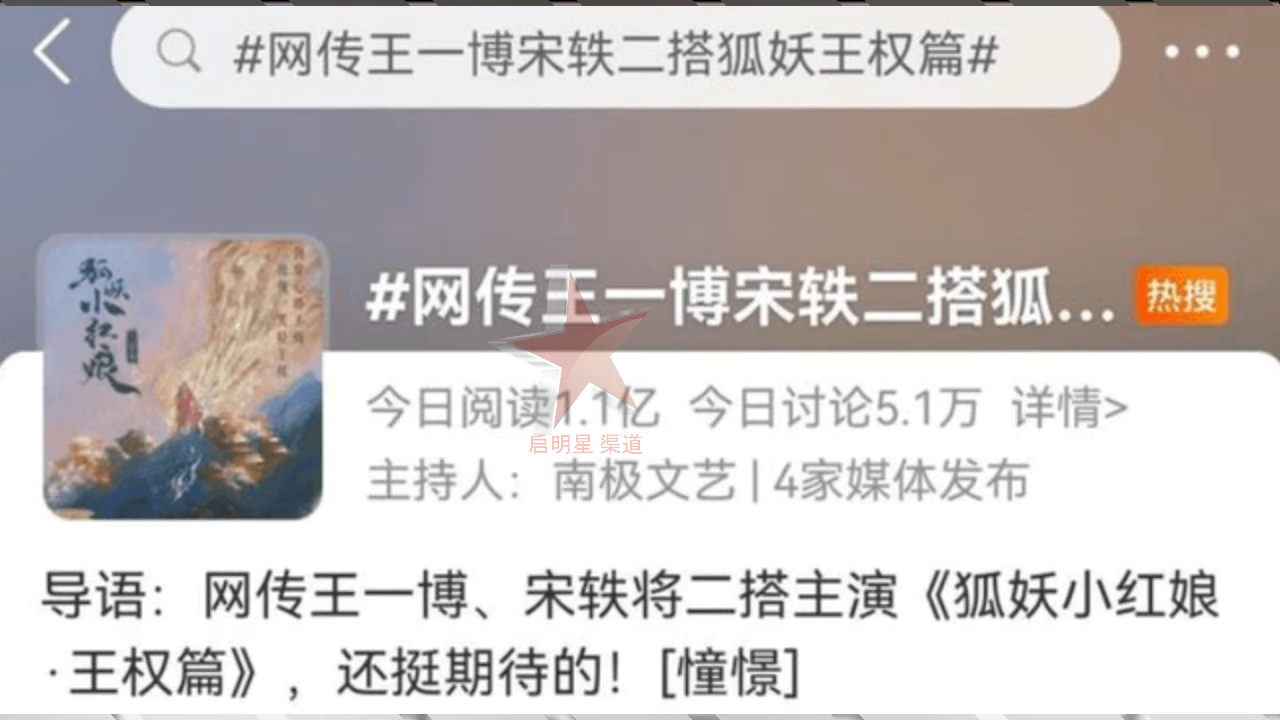 #网传王一博宋轶二搭狐妖王权篇#
狐妖小红娘
#网传王一博宋轶二搭狐... 热搜
今日阅读1.1亿 今日讨论5.1万 详情>
启明星 渠道
主持人：南极文艺 | 4家媒体发布
导语：网传王一博、宋轶将二搭主演《狐妖小红娘
·王权篇》，还挺期待的！[憧憬]